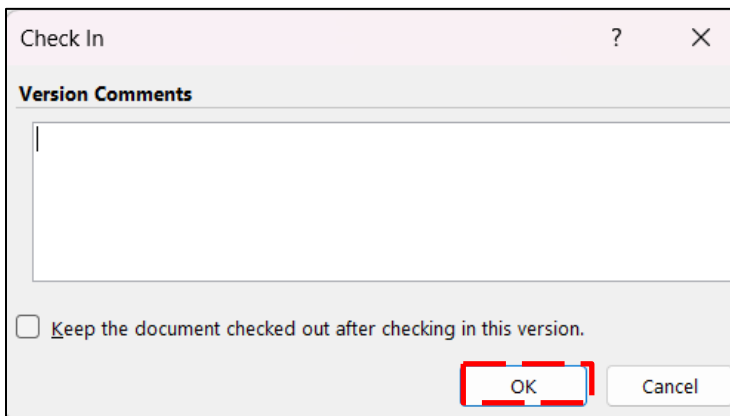 Check In ?
Version Comments
Keep the document checked out after checking in this version.
OK Cancel